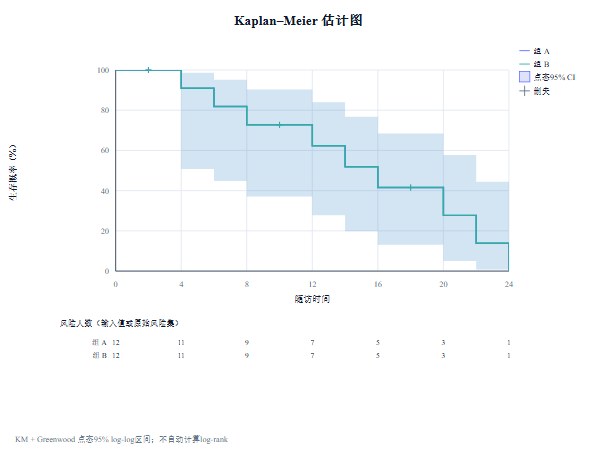 Kaplan–Meier 估计图
组 A
组 B
点态95% CI
删失
生存概率 (%)
100
80
60
40
20
0
0 4 8 12 16 20 24
随访时间
风险人数（输入值或原始风险集）
组 A 12 11 9 7 5 3 1
组 B 12 11 9 7 5 3 1
KM + Greenwood 点态95% log-log区间；不自动计算log-rank